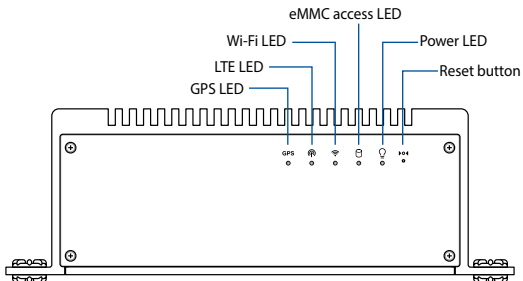 eMMC access LED
Wi-Fi LED
Power LED
LTE LED
Reset button
GPS LED
GPS